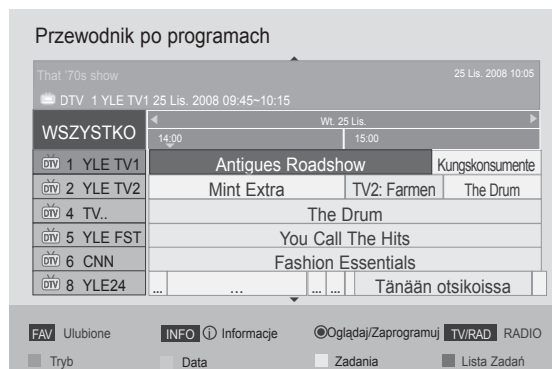 Przewodnik po programach
That '70s show 25 Lis. 2008 10:05
DTV 1 YLE TV1 25 Lis. 2008 09:45~10:15
WSZYSTKO Wt. 25 Lis.
14:00 15:00
DTV 1 YLE TV1 Antigues Roadshow Kungskonsumente
DTV 2 YLE TV2 Mint Extra TV2: Farmen The Drum
DTV 4 TV.. The Drum
DTV 5 YLE FST You Call The Hits
DTV 6 CNN Fashion Essentials
DTV 8 YLE24 ... ... ... ... Tänään otsikoissa
FAV Ulubione INFO i Informacje Oglądaj/Zaprogramuj TV/RAD RADIO
Tryb Data Zadania Lista Zadań